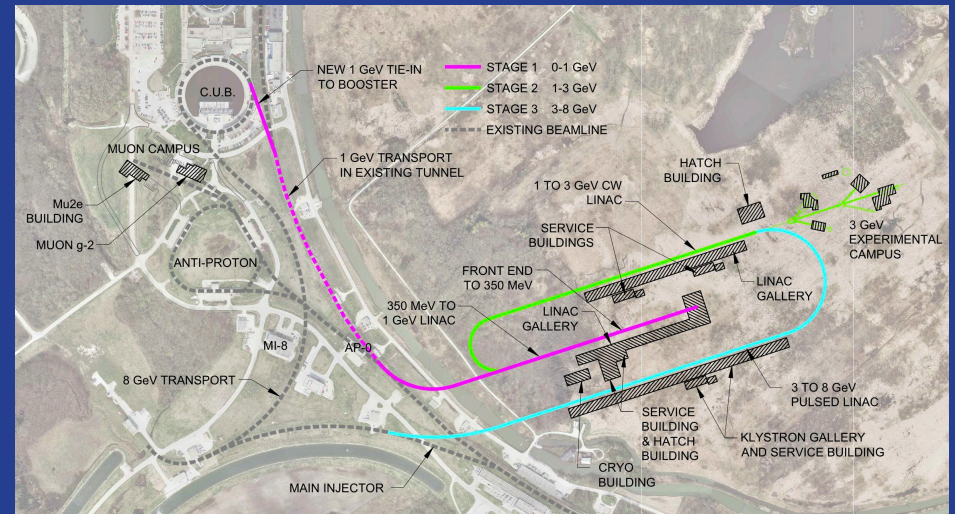 NEW 1 GeV TIE-IN
TO BOOSTER
STAGE 1 0-1 GeV
STAGE 2 1-3 GeV
STAGE 3 3-8 GeV
EXISTING BEAMLINE
C.U.B.
MUON CAMPUS
1 GeV TRANSPORT
IN EXISTING TUNNEL
Mu2e
BUILDING
MUON g-2
ANTI-PROTON
HATCH
BUILDING
1 TO 3 GeV CW
LINAC
SERVICE
BUILDINGS
3 GeV
EXPERIMENTAL
CAMPUS
FRONT END
TO 350 MeV
LINAC
GALLERY
350 MeV TO
1 GeV LINAC
LINAC
GALLERY
MI-8
AP-0
8 GeV TRANSPORT
3 TO 8 GeV
PULSED LINAC
SERVICE
BUILDING
& HATCH
BUILDING
KLYSTRON GALLERY
AND SERVICE BUILDING
CRYO
BUILDING
MAIN INJECTOR